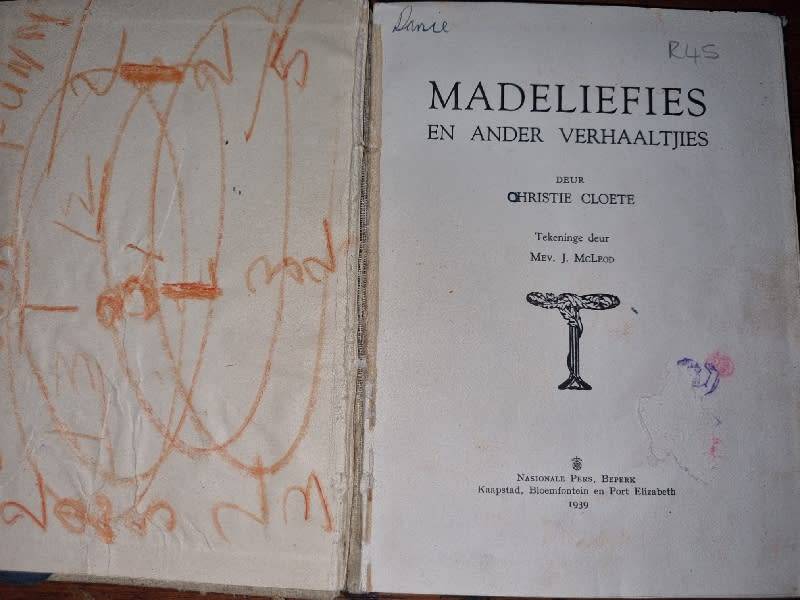 Danie
R45
MADELIEFIES
EN ANDER VERHAALTJIES
DEUR
CHRISTIE CLOETE
Tekeninge deur
MEV. J. MCLEOD
NASIONALE PERS, BEPERK
Kaapstad, Bloemfontein en Port Elizabeth
1939